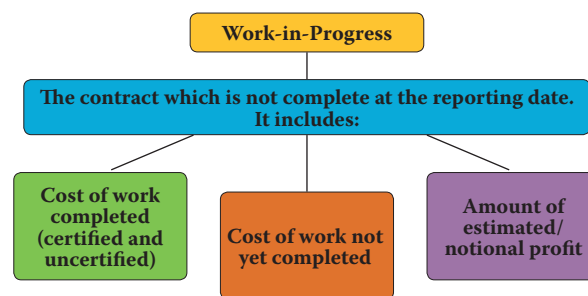 Work-in-Progress
The contract which is not complete at the reporting date.
It includes:
Cost of work
completed
(certified and
uncertified)
Cost of work not
yet completed
Amount of
estimated/
notional profit